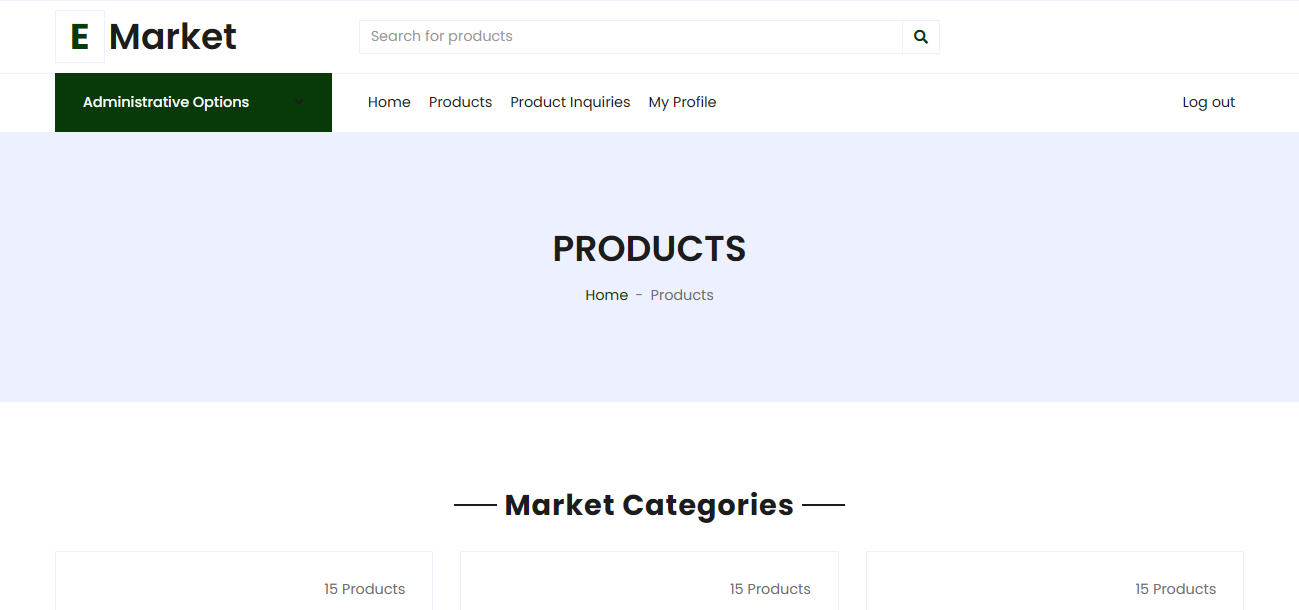 E Market
Search for products
Administrative Options
Home Products Product Inquiries My Profile Log out
PRODUCTS
Home - Products
Market Categories
15 Products 15 Products 15 Products